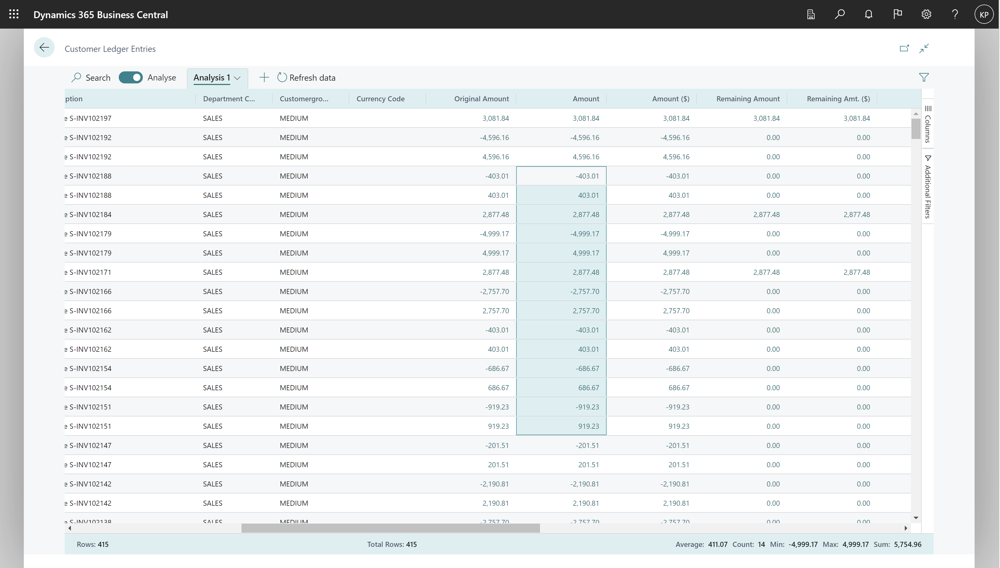 Dynamics 365 Business Central KP
Customer Ledger Entries
Search Analyse Analysis 1 Refresh data
ption Department C... Customergro... Currency Code Original Amount Amount Amount ($) Remaining Amount Remaining Amt. ($)
e S-INV102197 SALES MEDIUM 3,081.84 3,081.84 3,081.84 3,081.84 3,081.84
e S-INV102192 SALES MEDIUM -4,596.16 -4,596.16 -4,596.16 0.00 0.00
e S-INV102192 SALES MEDIUM 4,596.16 4,596.16 4,596.16 0.00 0.00
e S-INV102188 SALES MEDIUM -403.01 -403.01 -403.01 0.00 0.00
e S-INV102188 SALES MEDIUM 403.01 403.01 403.01 0.00 0.00
e S-INV102184 SALES MEDIUM 2,877.48 2,877.48 2,877.48 2,877.48 2,877.48
e S-INV102179 SALES MEDIUM -4,999.17 -4,999.17 -4,999.17 0.00 0.00
e S-INV102179 SALES MEDIUM 4,999.17 4,999.17 4,999.17 0.00 0.00
e S-INV102171 SALES MEDIUM 2,877.48 2,877.48 2,877.48 2,877.48 2,877.48
e S-INV102166 SALES MEDIUM -2,757.70 -2,757.70 -2,757.70 0.00 0.00
e S-INV102166 SALES MEDIUM 2,757.70 2,757.70 2,757.70 0.00 0.00
e S-INV102162 SALES MEDIUM -403.01 -403.01 -403.01 0.00 0.00
e S-INV102162 SALES MEDIUM 403.01 403.01 403.01 0.00 0.00
e S-INV102154 SALES MEDIUM -686.67 -686.67 -686.67 0.00 0.00
e S-INV102154 SALES MEDIUM 686.67 686.67 686.67 0.00 0.00
e S-INV102151 SALES MEDIUM -919.23 -919.23 -919.23 0.00 0.00
e S-INV102151 SALES MEDIUM 919.23 919.23 919.23 0.00 0.00
e S-INV102147 SALES MEDIUM -201.51 -201.51 -201.51 0.00 0.00
e S-INV102147 SALES MEDIUM 201.51 201.51 201.51 0.00 0.00
e S-INV102142 SALES MEDIUM -2,190.81 -2,190.81 -2,190.81 0.00 0.00
e S-INV102142 SALES MEDIUM 2,190.81 2,190.81 2,190.81 0.00 0.00
e S-INV102138 SALES MEDIUM -2,757.70 -2,757.70 -2,757.70 0.00 0.00
Columns
Additional Filters
Rows: 415 Total Rows: 415 Average: 411.07 Count: 14 Min: -4,999.17 Max: 4,999.17 Sum: 5,754.96